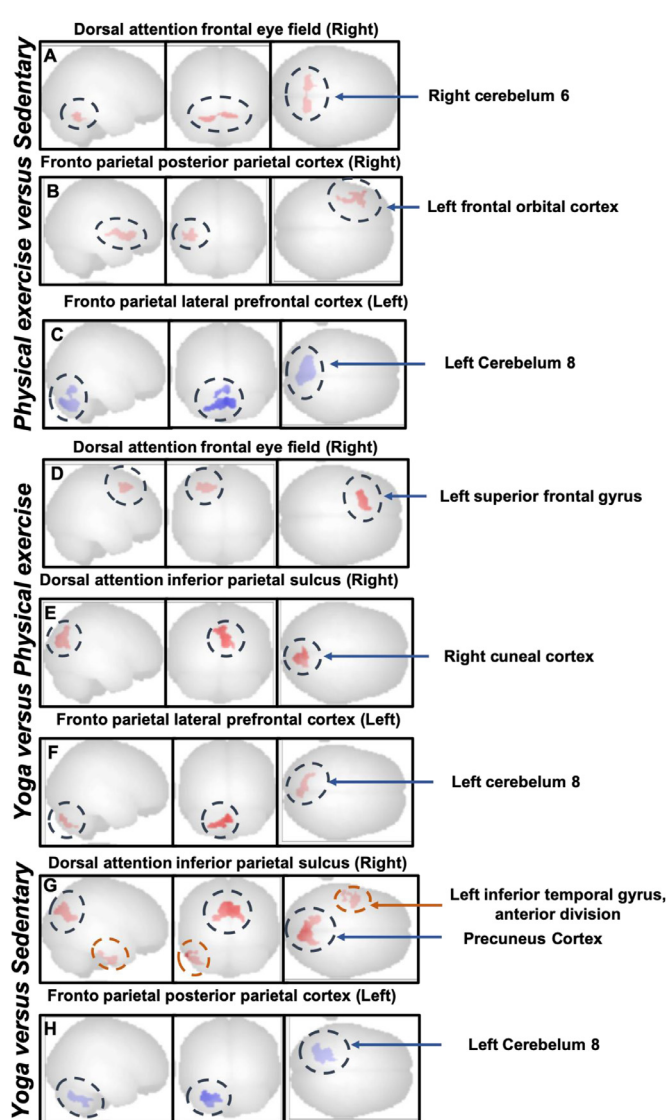 Dorsal attention frontal eye field (Right)
Physical exercise versus Sedentary
A
Right cerebelum 6
Fronto parietal posterior parietal cortex (Right)
B
Left frontal orbital cortex
Fronto parietal lateral prefrontal cortex (Left)
C
Left Cerebelum 8
Yoga versus Physical exercise
Dorsal attention frontal eye field (Right)
D
Left superior frontal gyrus
Dorsal attention inferior parietal sulcus (Right)
E
Right cuneal cortex
Fronto parietal lateral prefrontal cortex (Left)
F
Left cerebelum 8
Yoga versus Sedentary
Dorsal attention inferior parietal sulcus (Right)
G
Left inferior temporal gyrus,
anterior division
Precuneus Cortex
Fronto parietal posterior parietal cortex (Left)
H
Left Cerebelum 8